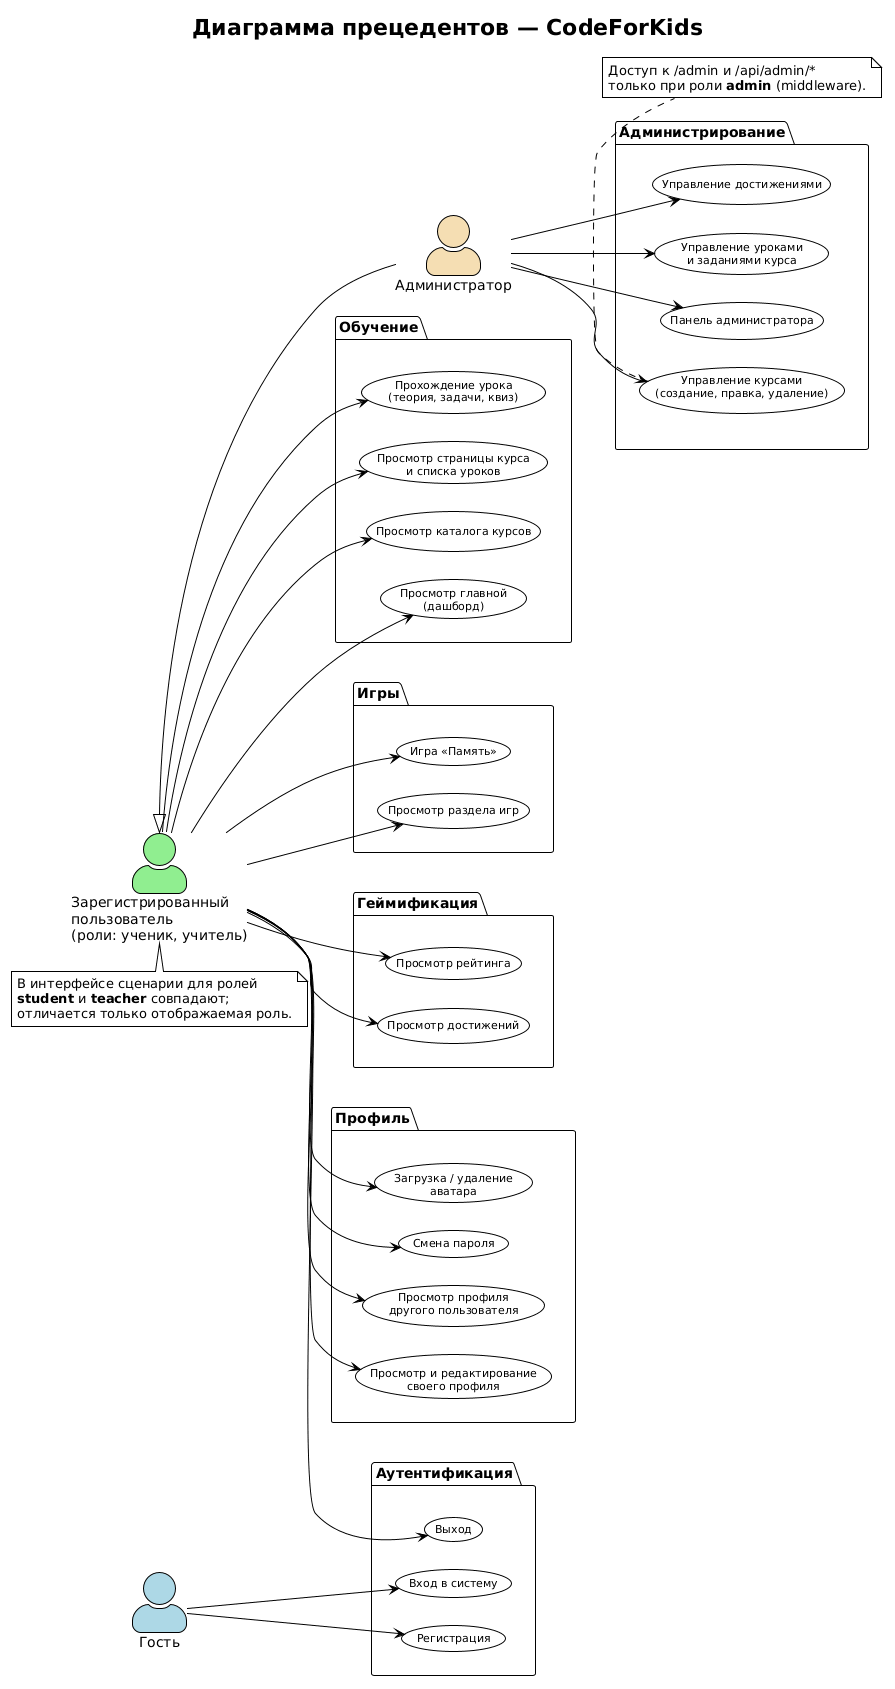 Диаграмма прецедентов — CodeForKids
Доступ к /admin и /api/admin/*
только при роли admin (middleware).
Администрирование
Управление достижениями
Управление уроками
и заданиями курса
Панель администратора
Управление курсами
(создание, правка, удаление)
Администратор
Обучение
Прохождение урока
(теория, задачи, квиз)
Просмотр страницы курса
и списка уроков
Просмотр каталога курсов
Просмотр главной
(дашборд)
Игры
Игра «Память»
Просмотр раздела игр
Зарегистрированный
пользователь
(роли: ученик, учитель)
В интерфейсе сценарии для ролей
student и teacher совпадают;
отличается только отображаемая роль.
Геймификация
Просмотр рейтинга
Просмотр достижений
Профиль
Загрузка / удаление
аватара
Смена пароля
Просмотр профиля
другого пользователя
Просмотр и редактирование
своего профиля
Аутентификация
Выход
Вход в систему
Регистрация
Гость